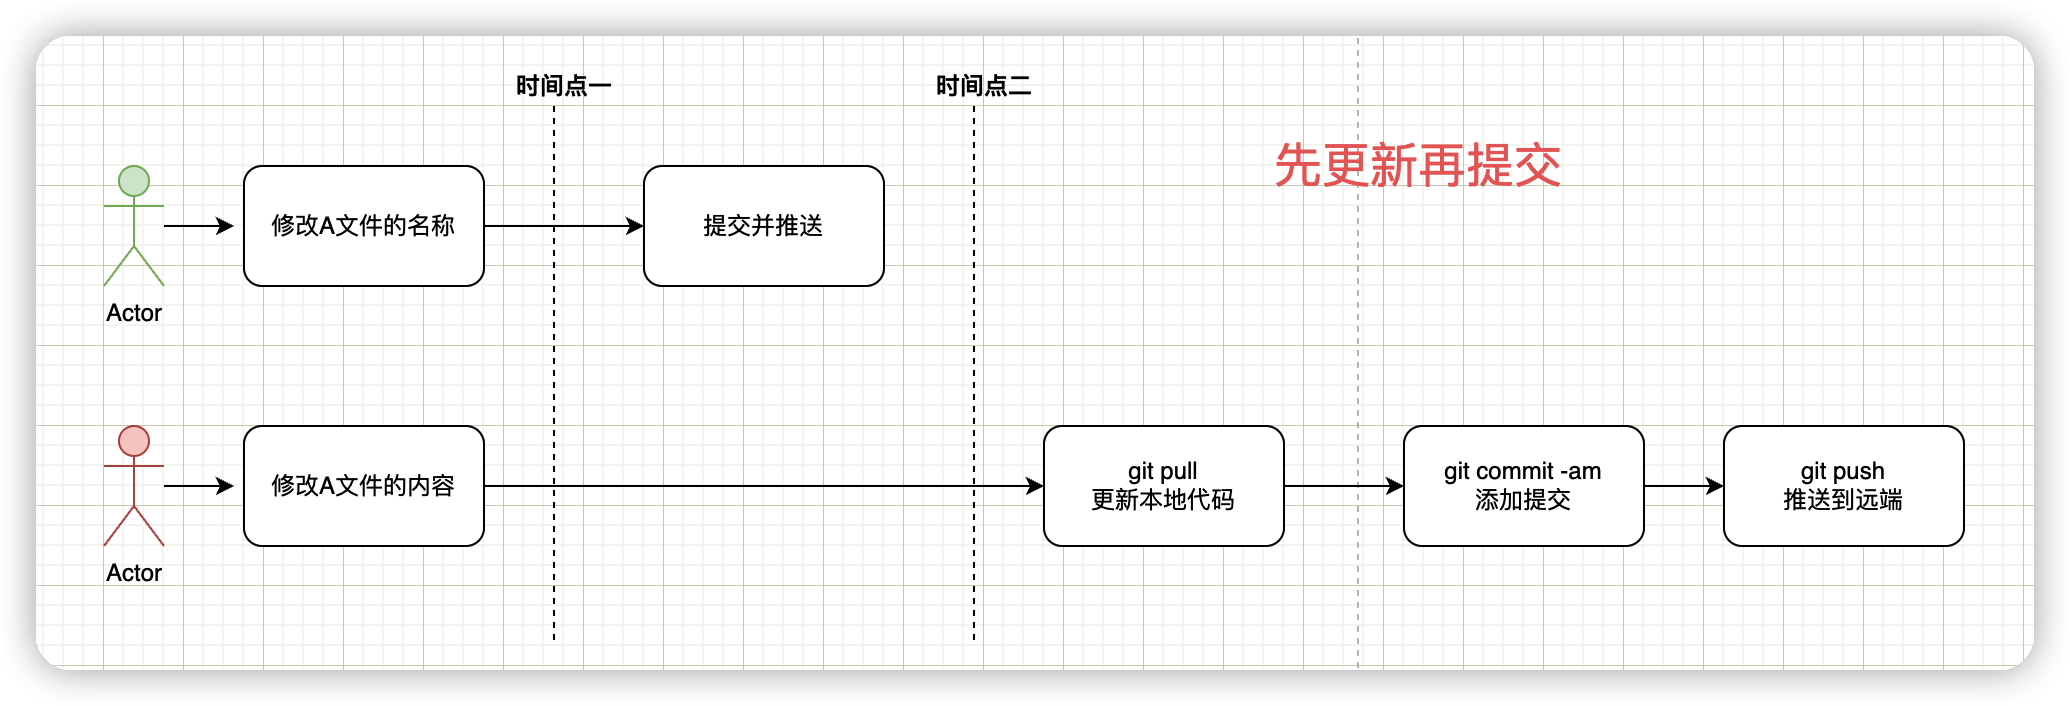 时间点一
时间点二
先更新再提交
修改A文件的名称
提交并推送
Actor
修改A文件的内容
git pull
更新本地代码
git commit -am
添加提交
git push
推送到远端
Actor